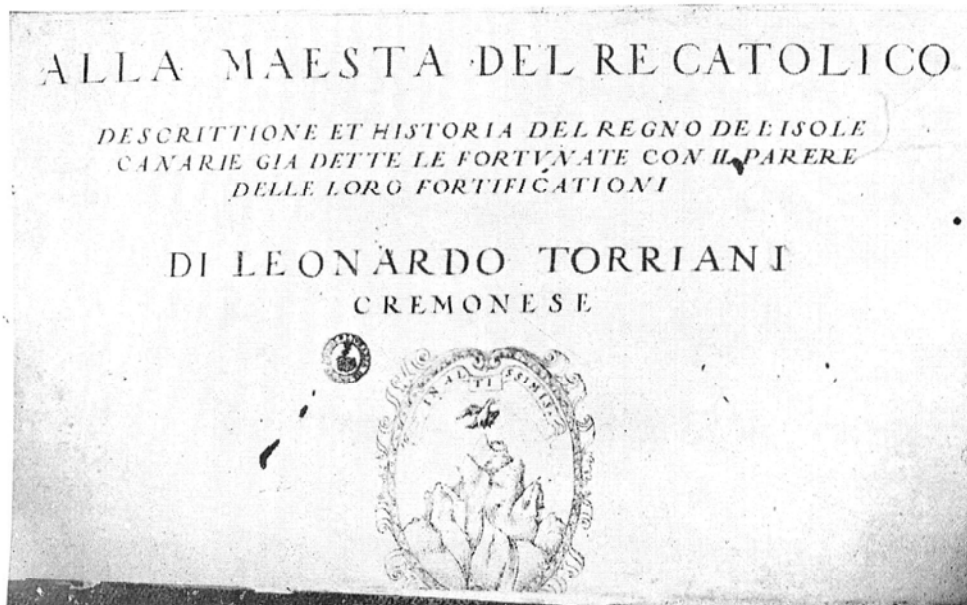 ALLA MAESTA DEL RE CATOLICO
DESCRITTIONE ET HISTORIA DEL REGNO DE L'ISOLE
CANARIE GIA DETTE LE FORTVNATE CON IL PARERE
DELLE LORO FORTIFICATIONI
DI LEONARDO TORRIANI
CREMONESE
IN ALTISSIMIS